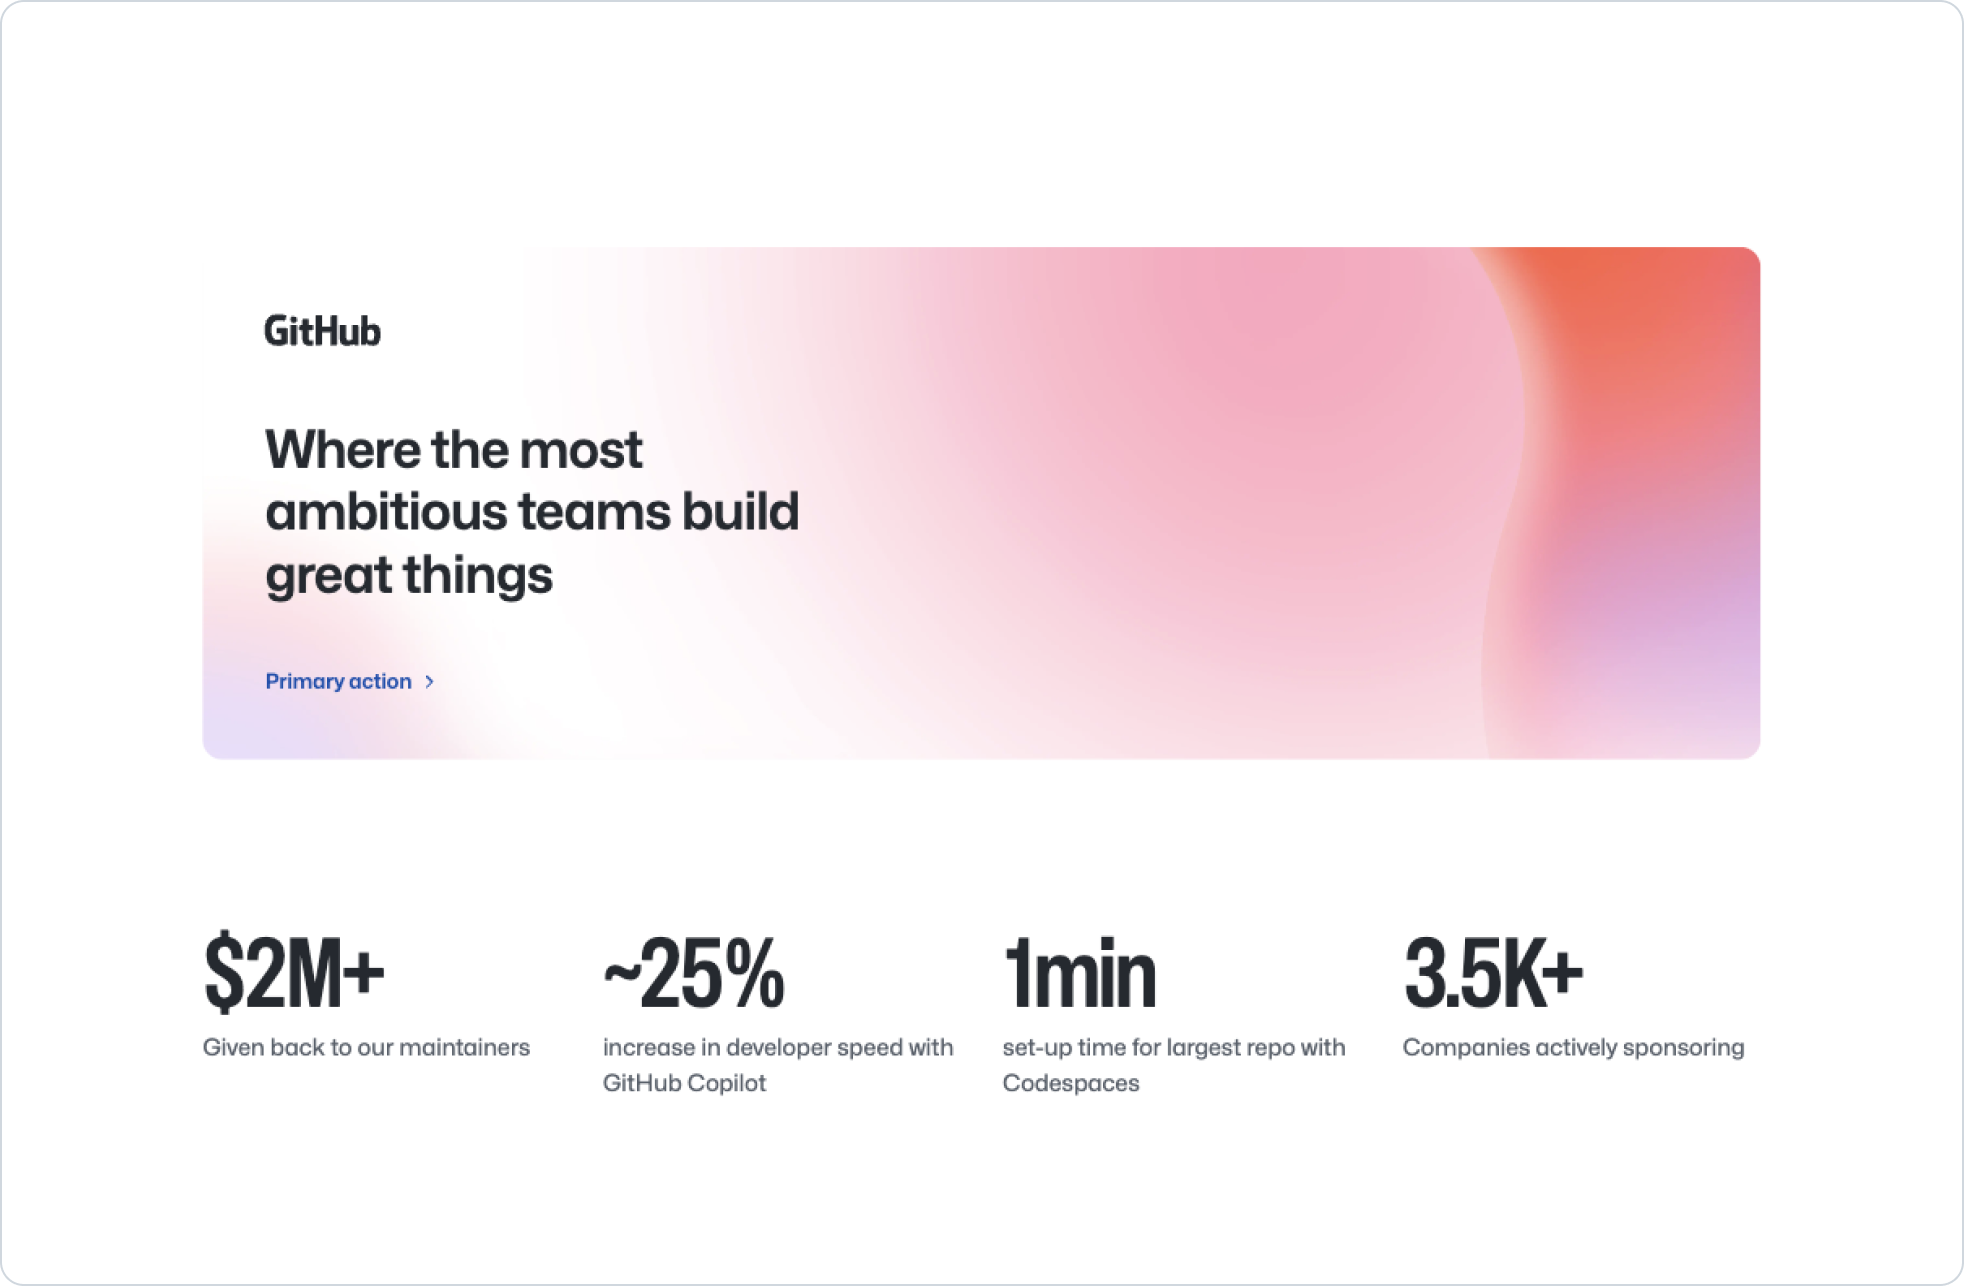 GitHub
Where the most
ambitious teams build
great things
Primary action
$2M+
Given back to our maintainers
~25%
increase in developer speed with
GitHub Copilot
1min
set-up time for largest repo with
Codespaces
3.5K+
Companies actively sponsoring